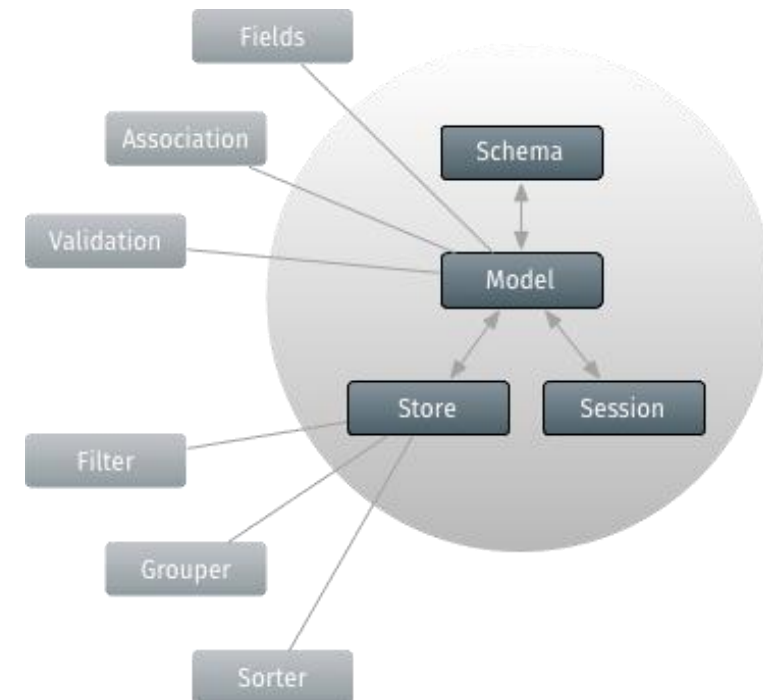 Fields
Association
Schema
Validation
Model
Store
Session
Filter
Grouper
Sorter